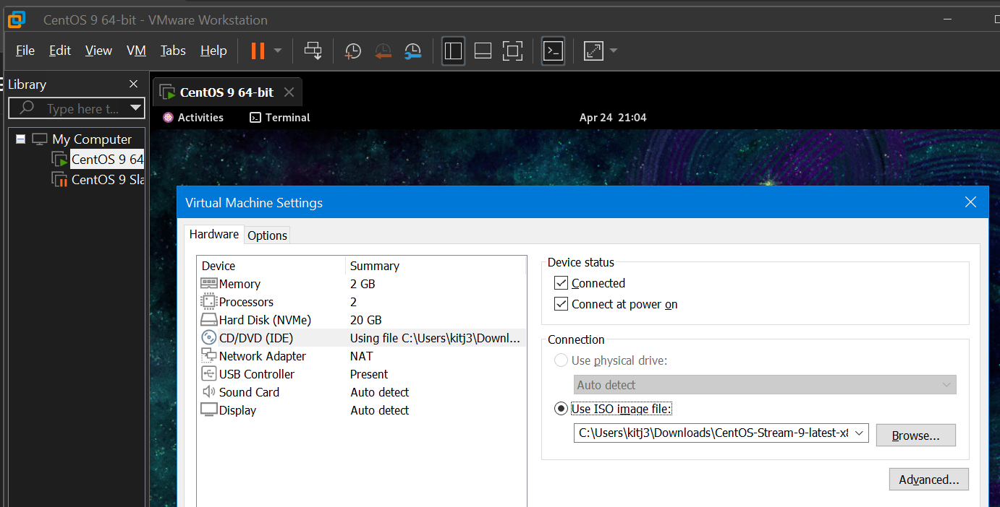 CentOS 9 64-bit - VMware Workstation
File Edit View VM Tabs Help
Library
Type here t...
My Computer
CentOS 9 64
CentOS 9 Sla
CentOS 9 64-bit
Activities Terminal Apr 24 21:04
Virtual Machine Settings
Hardware Options
Device Summary
Memory 2 GB
Processors 2
Hard Disk (NVMe) 20 GB
CD/DVD (IDE) Using file C:\Users\kitj3\Downl...
Network Adapter NAT
USB Controller Present
Sound Card Auto detect
Display Auto detect
Device status
Connected
Connect at power on
Connection
Use physical drive:
Auto detect
Use ISO image file:
C:\Users\kitj3\Downloads\CentOS-Stream-9-latest-x8
Browse...
Advanced...